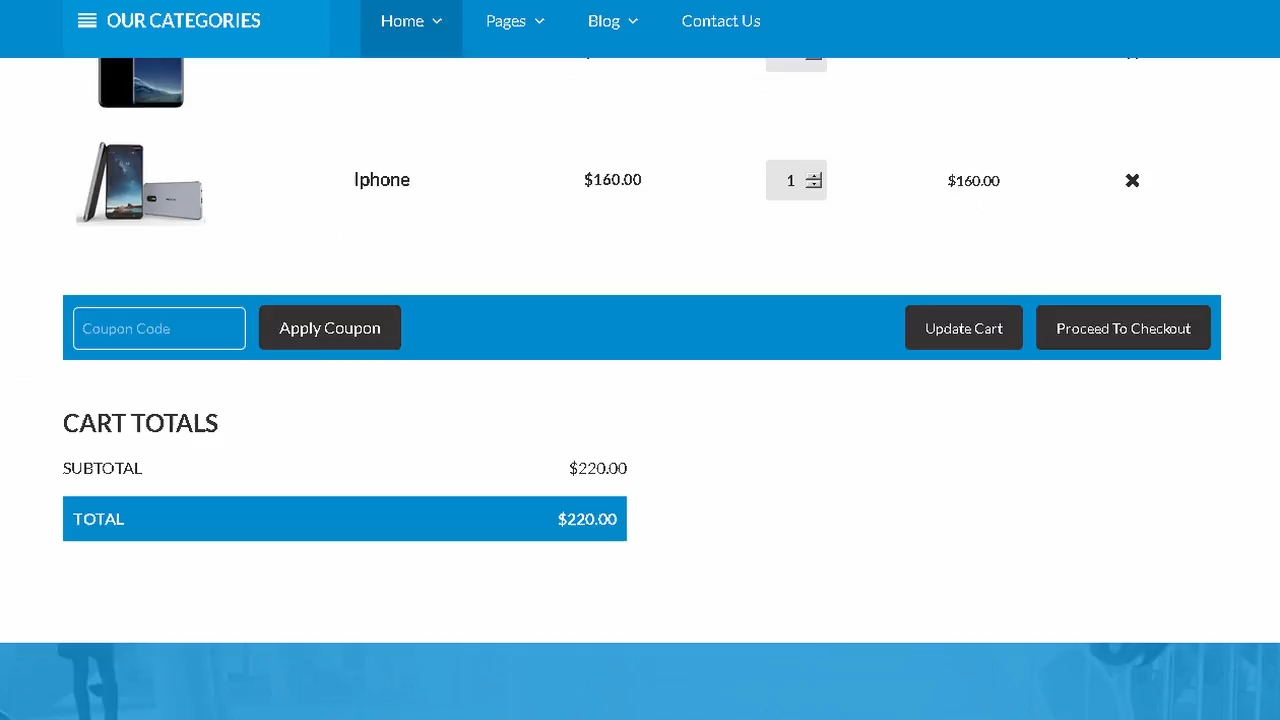 OUR CATEGORIES
Home
Pages
Blog
Contact Us
Iphone
$160.00
1
$160.00
Coupon Code
Apply Coupon
Update Cart
Proceed To Checkout
CART TOTALS
SUBTOTAL
$220.00
TOTAL
$220.00